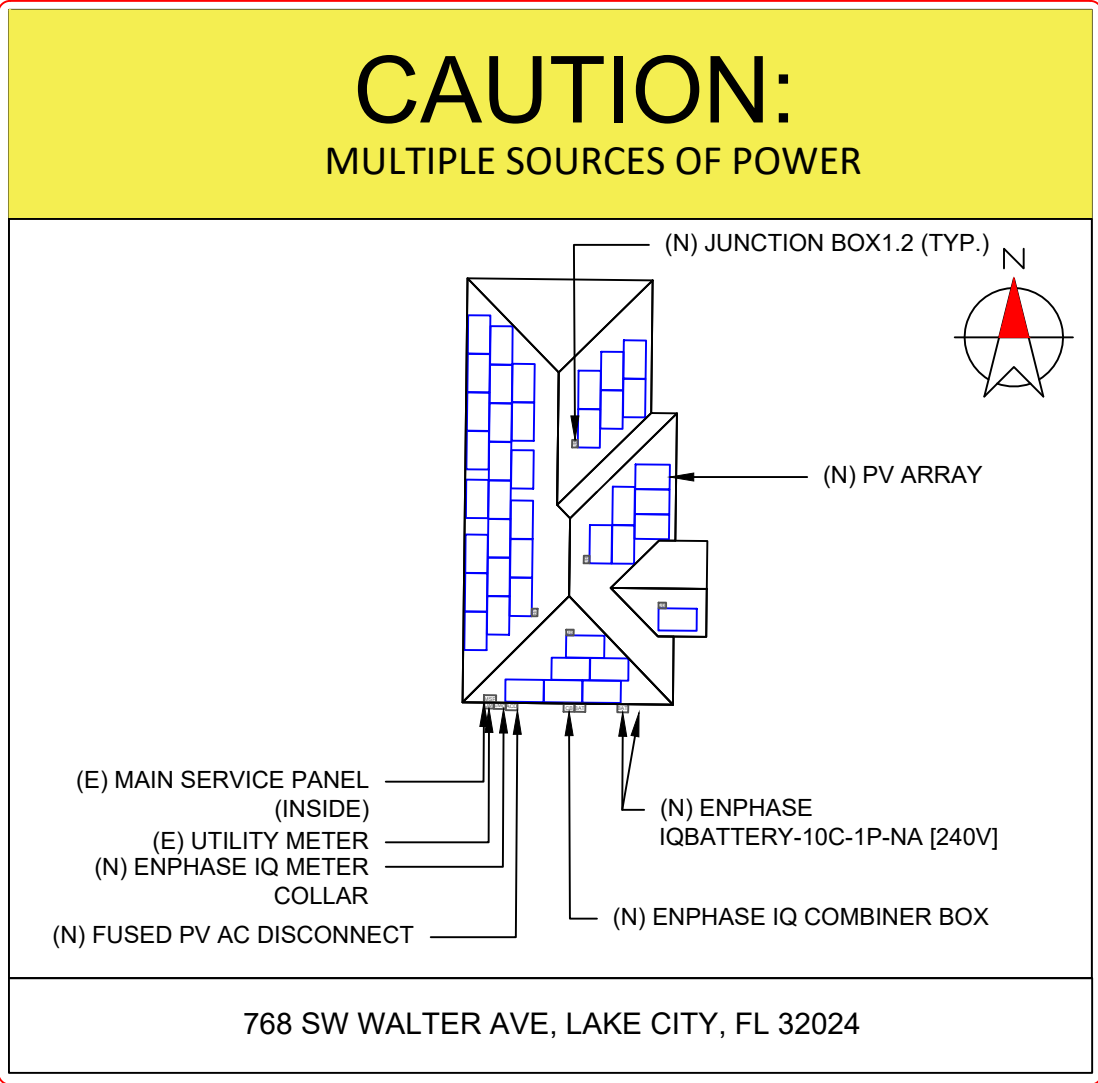 CAUTION:
MULTIPLE SOURCES OF POWER
(N) JUNCTION BOX1.2 (TYP.)
N
(N) PV ARRAY
(E) MAIN SERVICE PANEL
(INSIDE)
(E) UTILITY METER
(N) ENPHASE IQ METER
COLLAR
(N) FUSED PV AC DISCONNECT
(N) ENPHASE
IQBATTERY-10C-1P-NA [240V]
(N) ENPHASE IQ COMBINER BOX
768 SW WALTER AVE, LAKE CITY, FL 32024